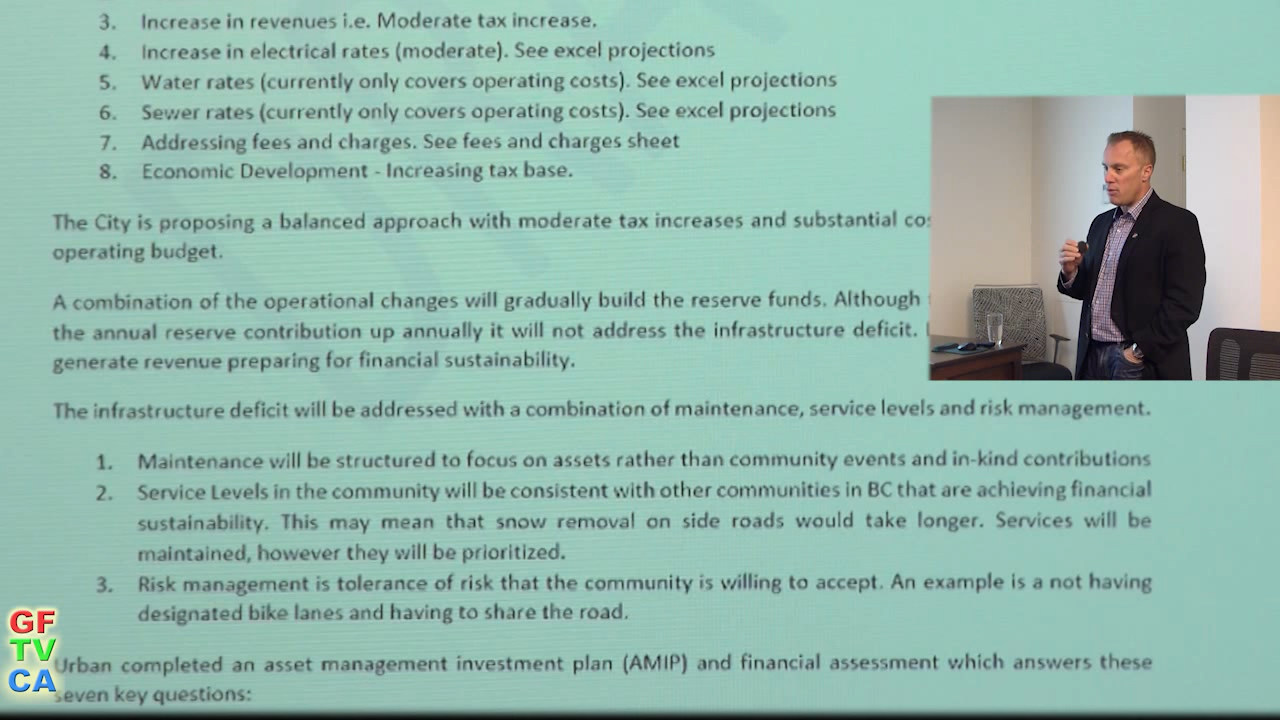 3. Increase in revenues i.e. Moderate tax increase.
4. Increase in electrical rates (moderate). See excel projections
5. Water rates (currently only covers operating costs). See excel projections
6. Sewer rates (currently only covers operating costs). See excel projections
7. Addressing fees and charges. See fees and charges sheet
8. Economic Development - Increasing tax base.
The City is proposing a balanced approach with moderate tax increases and substantial
operating budget.
A combination of the operational changes will gradually build the reserve funds. Although
the annual reserve contribution up annually it will not address the infrastructure deficit.
generate revenue preparing for financial sustainability.
The infrastructure deficit will be addressed with a combination of maintenance, service levels and risk management.
1. Maintenance will be structured to focus on assets rather than community events and in-kind contributions
2. Service Levels in the community will be consistent with other communities in BC that are achieving financial
sustainability. This may mean that snow removal on side roads would take longer. Services will be
maintained, however they will be prioritized.
3. Risk management is tolerance of risk that the community is willing to accept. An example is a not having
designated bike lanes and having to share the road.
Urban completed an asset management investment plan (AMIP) and financial assessment which answers these
seven key questions:
GF
TV
CA